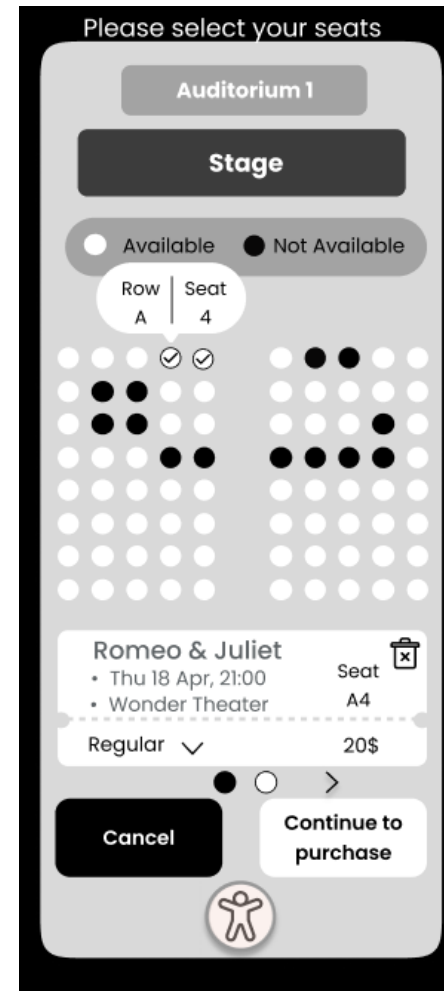 Please select your seats
Auditorium 1
Stage
Available Not Available
Row Seat
A 4
Romeo & Juliet
• Thu 18 Apr, 21:00
• Wonder Theater
Seat
A4
Regular 20$
Cancel
Continue to
purchase